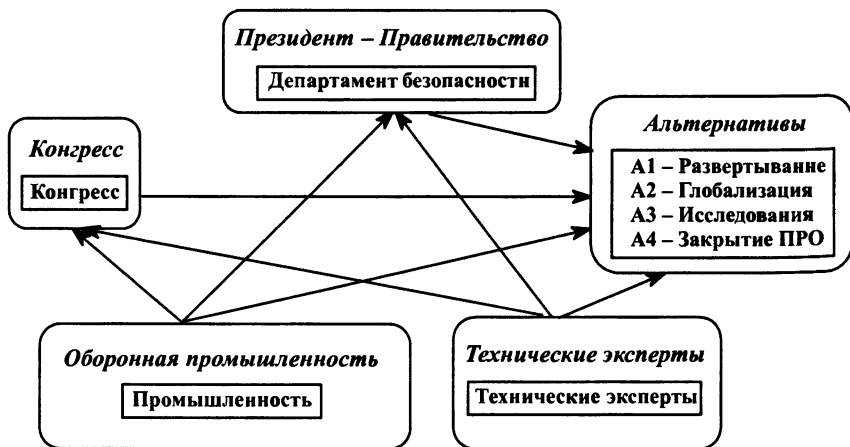 Президент – Правительство
Департамент безопасности
Конгресс
Конгресс
Альтернативы
А1 – Развертывание
А2 – Глобализация
А3 – Исследования
А4 – Закрытие ПРО
Оборонная промышленность
Промышленность
Технические эксперты
Технические эксперты